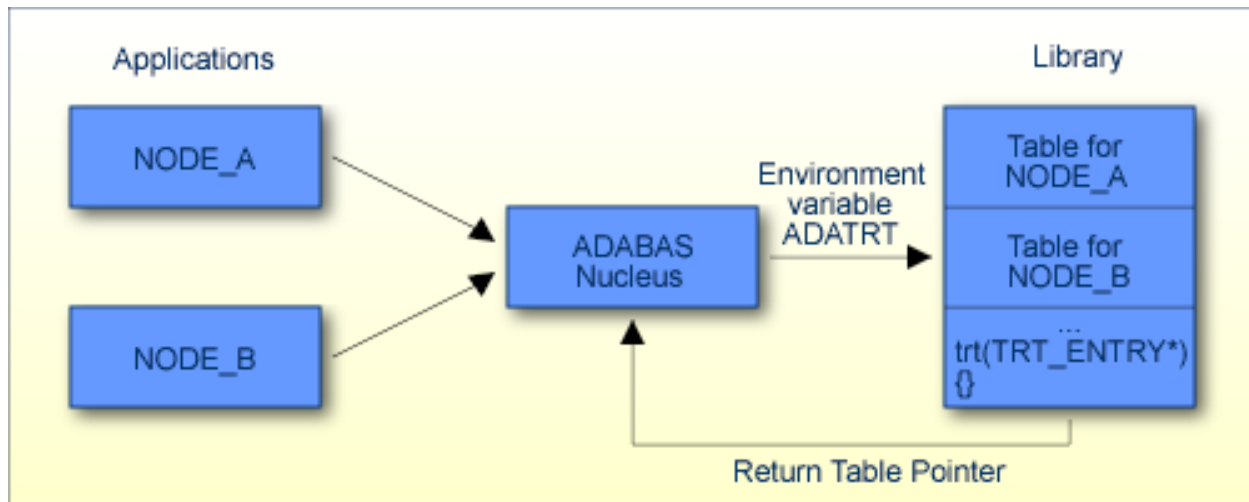 Applications
Library
NODE_A
NODE_B
ADABAS
Nucleus
Environment
variable
ADATRT
Table for
NODE_A
Table for
NODE_B
...
trt(TRT_ENTRY*)
{}
Return Table Pointer